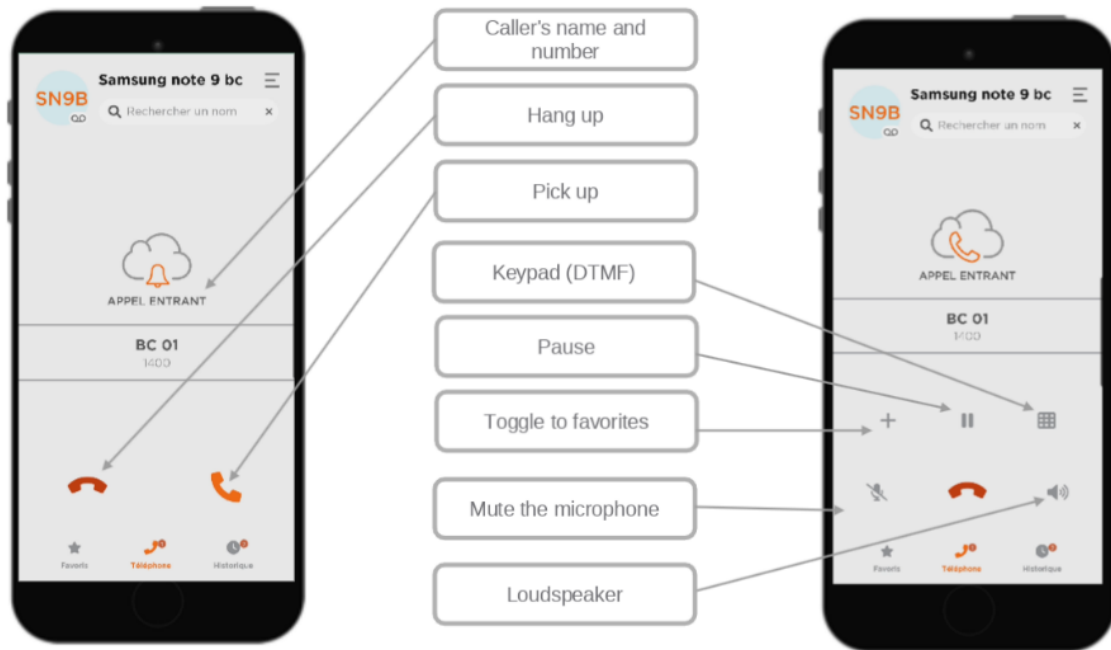 Samsung note 9 bc
SN9B
Rechercher un nom
APPEL ENTRANT
BC 01
1400
Favoris
Téléphone
Historique
Caller's name and
number
Hang up
Pick up
Keypad (DTMF)
Pause
Toggle to favorites
Mute the microphone
Loudspeaker
Samsung note 9 bc
SN9B
Rechercher un nom
APPEL ENTRANT
BC 01
1400
Favoris
Téléphone
Historique